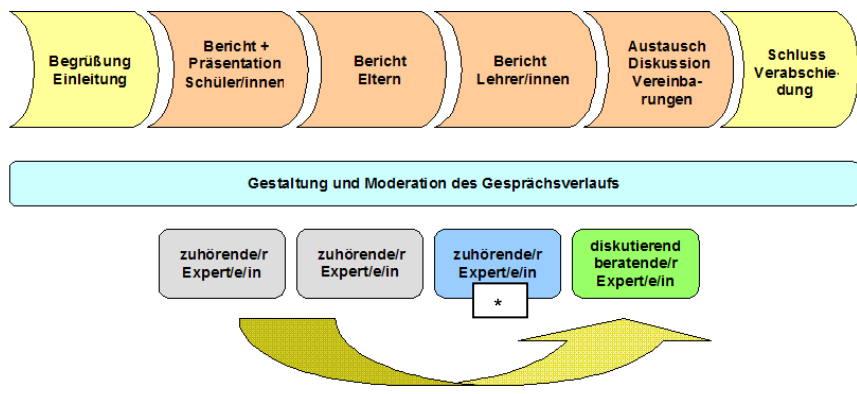 Begrüßung
Einleitung
Bericht +
Präsentation
Schüler/innen
Bericht
Eltern
Bericht
Lehrer/innen
Austausch
Diskussion
Vereinba-
rungen
Schluss
Verabschie-
dung
Gestaltung und Moderation des Gesprächsverlaufs
zuhörende/r
Expert/e/in
zuhörende/r
Expert/e/in
zuhörende/r
Expert/e/in
*
diskutierend
beratende/r
Expert/e/in